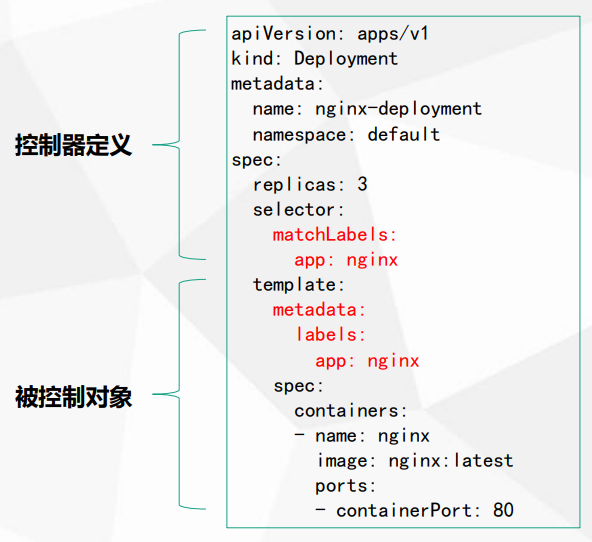 控制器定义
被控制对象
apiVersion: apps/v1
kind: Deployment
metadata:
  name: nginx-deployment
  namespace: default
spec:
  replicas: 3
  selector:
    matchLabels:
      app: nginx
  template:
    metadata:
      labels:
        app: nginx
    spec:
      containers:
      - name: nginx
        image: nginx:latest
        ports:
        - containerPort: 80